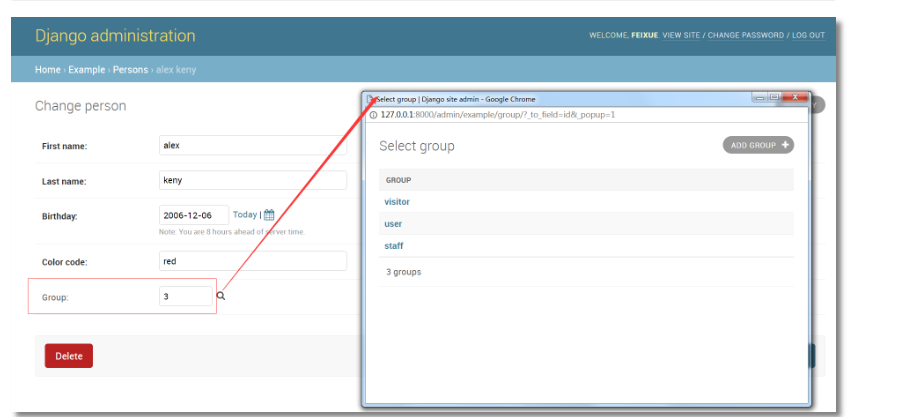 Django administration
WELCOME, FEIXUE. VIEW SITE / CHANGE PASSWORD / LOG OUT
Home › Example › Persons › alex keny
Change person
First name: alex
Last name: keny
Birthday: 2006-12-06 Today |
Note: You are 8 hours ahead of server time.
Color code: red
Group: 3
Delete
Select group | Django site admin - Google Chrome
127.0.0.1:8000/admin/example/group/?_to_field=id&_popup=1
Select group
ADD GROUP +
GROUP
visitor
user
staff
3 groups